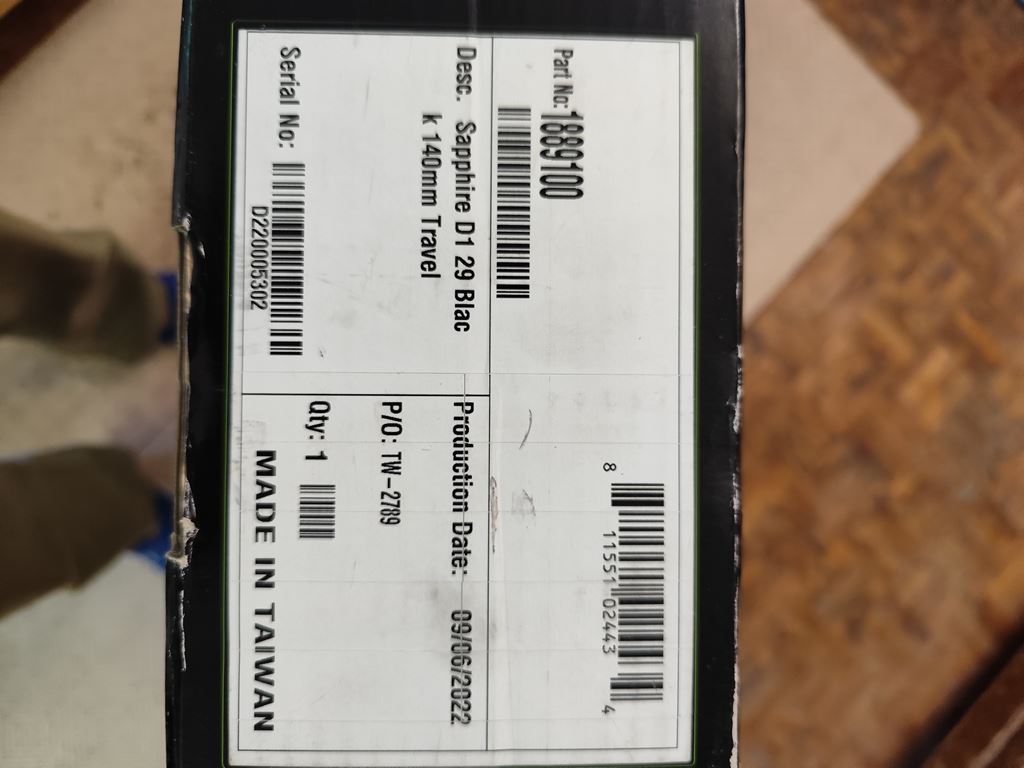 Part No: 1889100
8 11551 02443 4
Desc. Sapphire D1 29 Blac
k 140mm Travel
Serial No:
D220005302
Production Date: 09/06/2022
P/O: TW-2789
Qty: 1
MADE IN TAIWAN